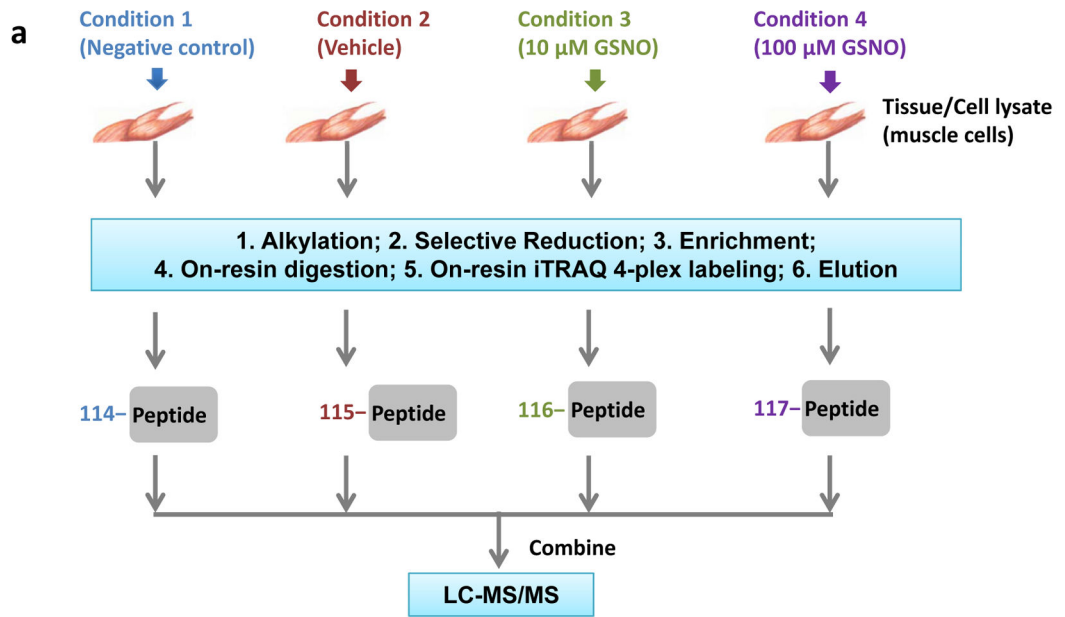 a
Condition 1
(Negative control)
Condition 2
(Vehicle)
Condition 3
(10 µM GSNO)
Condition 4
(100 µM GSNO)
Tissue/Cell lysate
(muscle cells)
1. Alkylation; 2. Selective Reduction; 3. Enrichment;
4. On-resin digestion; 5. On-resin iTRAQ 4-plex labeling; 6. Elution
114– Peptide
115– Peptide
116– Peptide
117– Peptide
Combine
LC-MS/MS